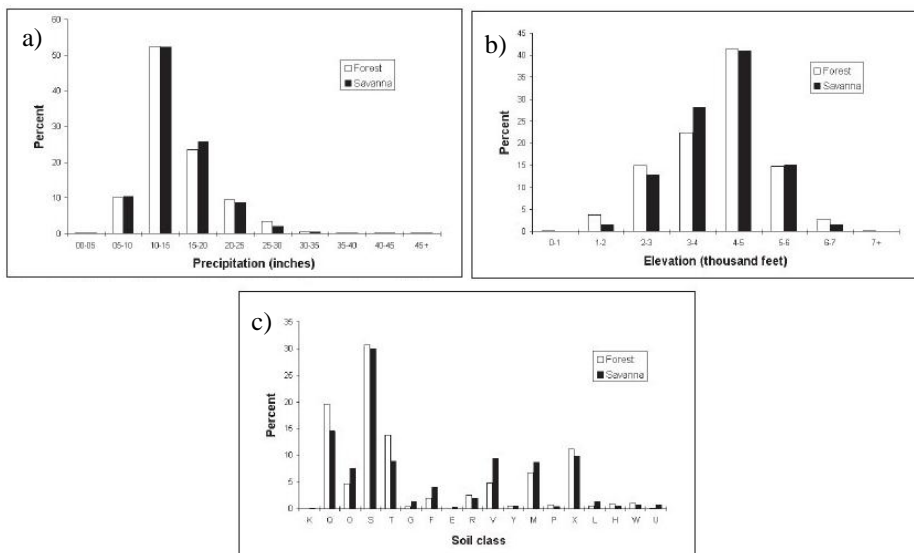 a)
60
50
40
30
20
10
0
Percent
Forest
Savanna
00-05 05-10 10-15 15-20 20-25 25-30 30-35 35-40 40-45 45+
Precipitation (inches)
b)
45
40
35
30
25
20
15
10
5
0
Percent
Forest
Savanna
0-1 1-2 2-3 3-4 4-5 5-6 6-7 7+
Elevation (thousand feet)
c)
35
30
25
20
15
10
5
0
Percent
Forest
Savanna
K Q O S T G F E R V Y M P X L H W U
Soil class